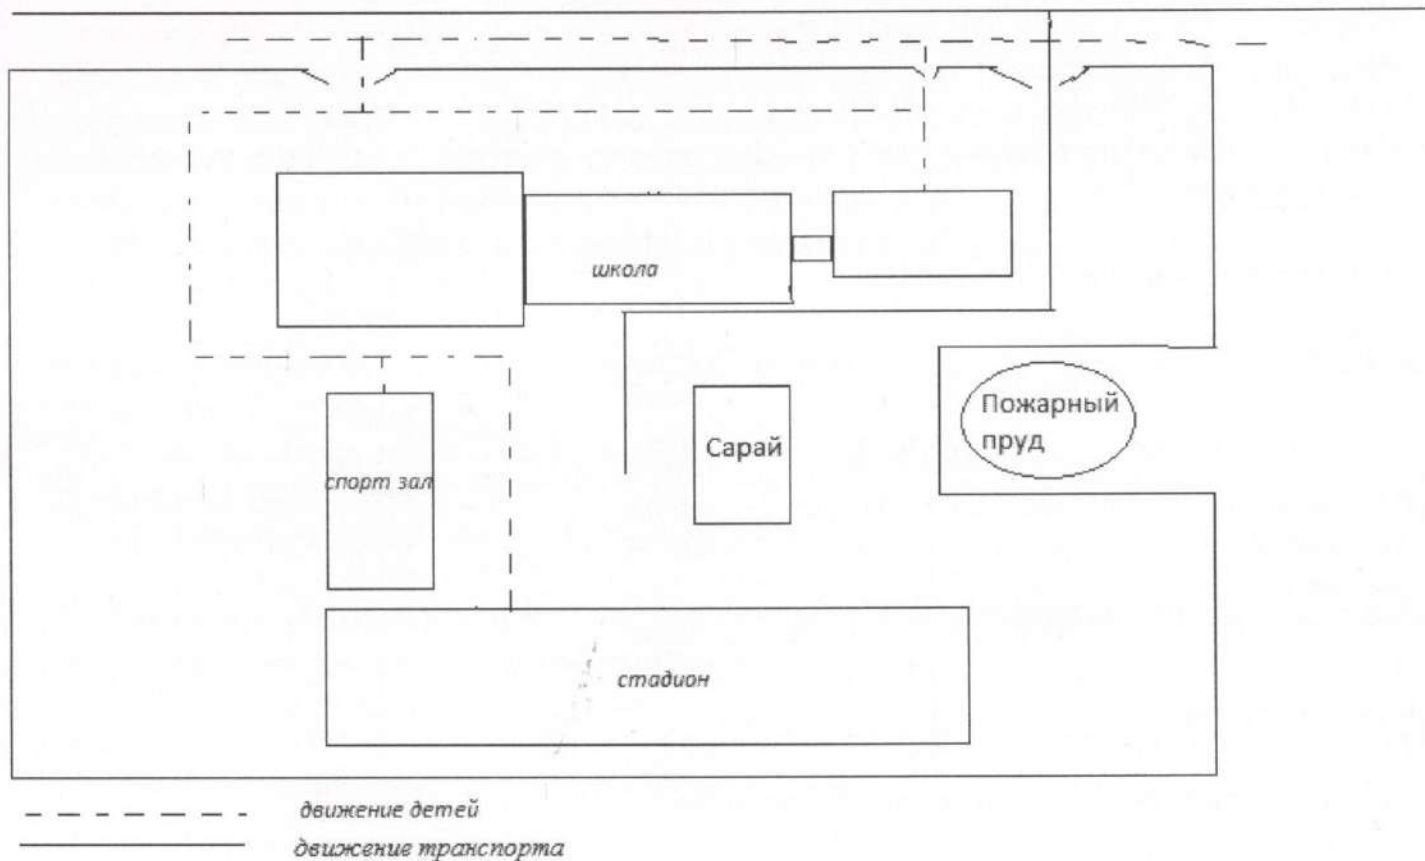 школа
Пожарный
пруд
Сарай
спорт зал
стадион
движение детей
движение транспорта